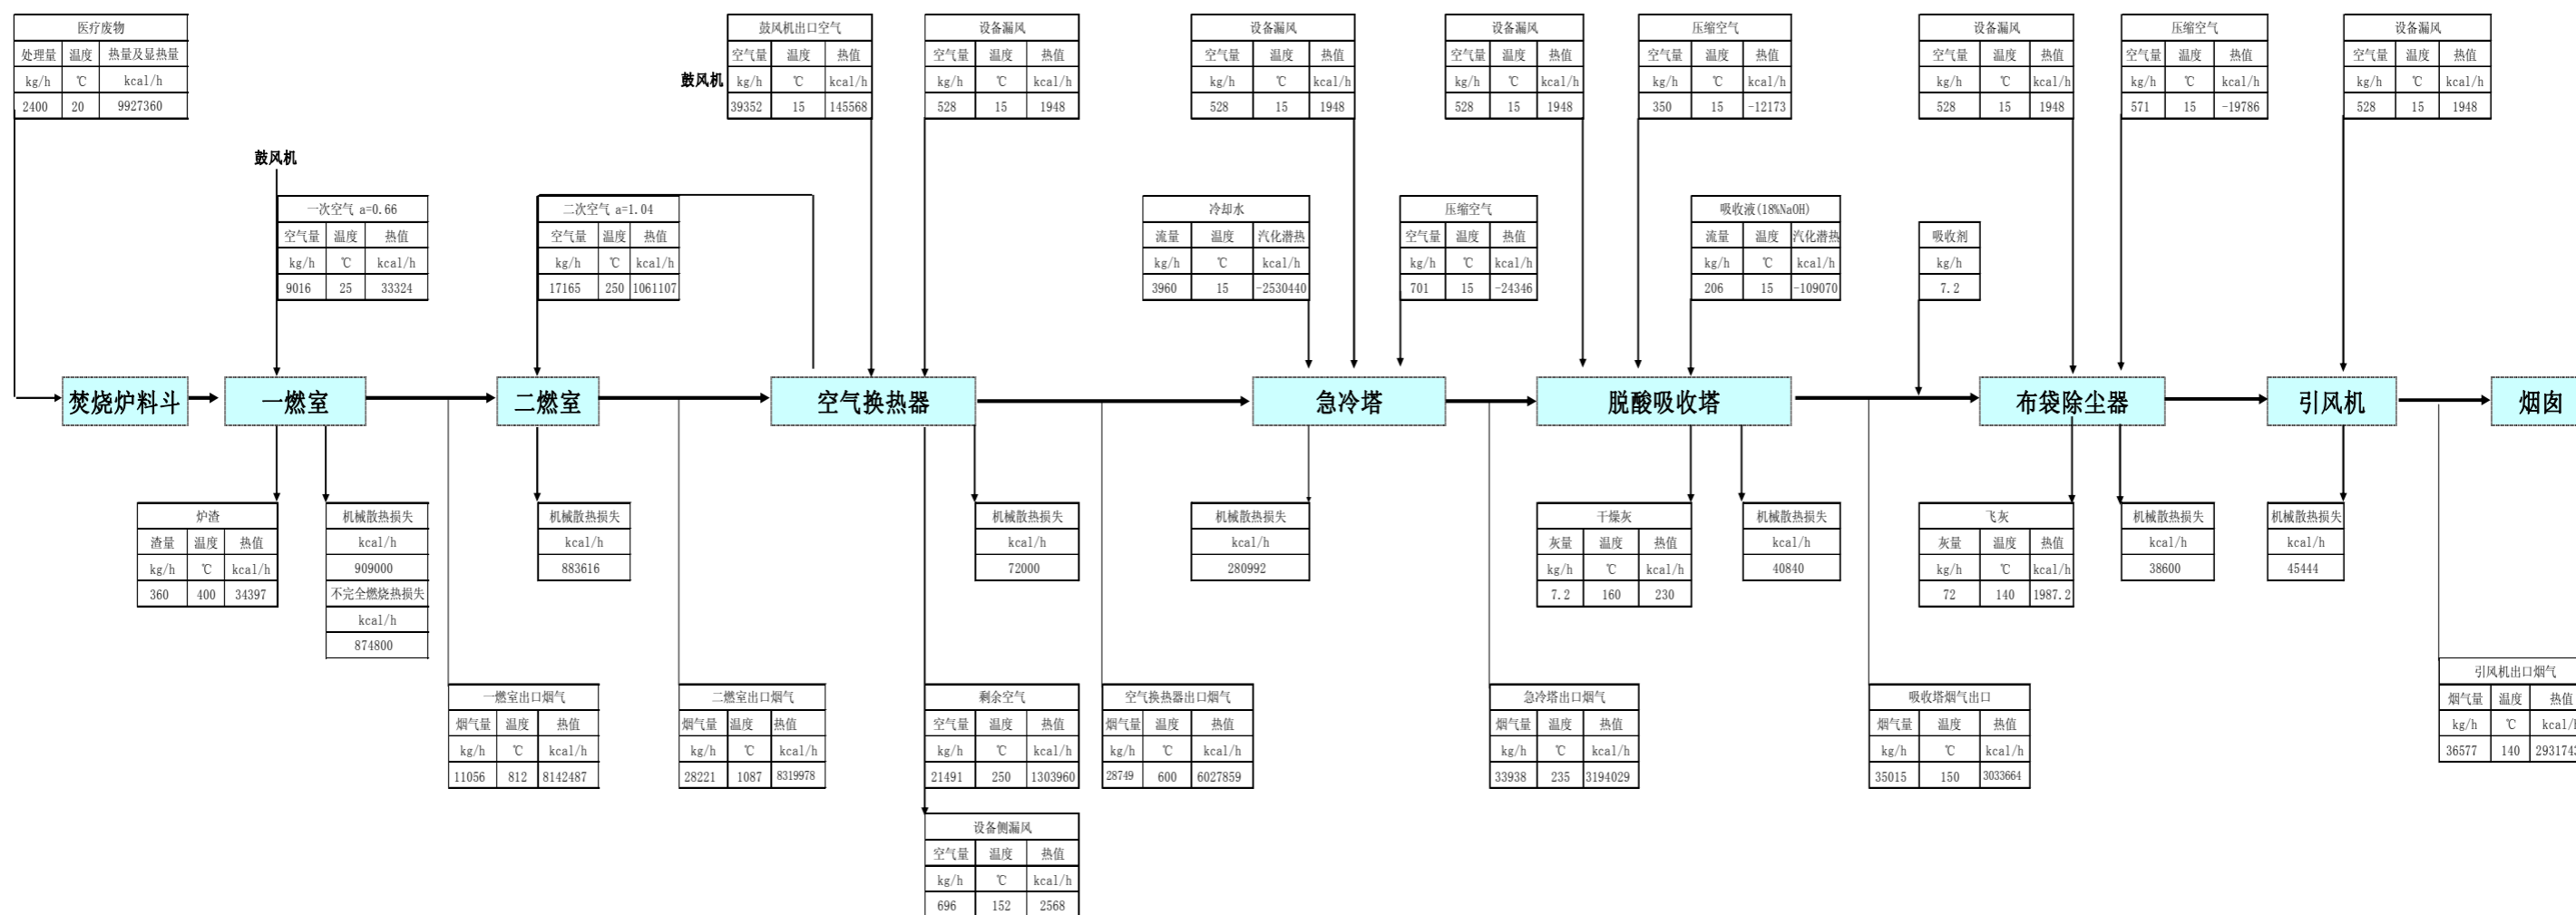 医疗废物
处理量 温度 热量及显热量
kg/h ℃ kcal/h
2400 20 9927360
鼓风机
鼓风机出口空气
空气量 温度 热值
kg/h ℃ kcal/h
39352 15 145568
设备漏风
空气量 温度 热值
kg/h ℃ kcal/h
528 15 1948
设备漏风
空气量 温度 热值
kg/h ℃ kcal/h
528 15 1948
设备漏风
空气量 温度 热值
kg/h ℃ kcal/h
528 15 1948
压缩空气
空气量 温度 热值
kg/h ℃ kcal/h
350 15 -12173
设备漏风
空气量 温度 热值
kg/h ℃ kcal/h
528 15 1948
压缩空气
空气量 温度 热值
kg/h ℃ kcal/h
571 15 -19786
设备漏风
空气量 温度 热值
kg/h ℃ kcal/h
528 15 1948
鼓风机
一次空气 a=0.66
空气量 温度 热值
kg/h ℃ kcal/h
9016 25 33324
二次空气 a=1.04
空气量 温度 热值
kg/h ℃ kcal/h
17165 250 1061107
冷却水
流量 温度 汽化潜热
kg/h ℃ kcal/h
3960 15 -2530440
压缩空气
空气量 温度 热值
kg/h ℃ kcal/h
701 15 -24346
吸收液(18%NaOH)
流量 温度 汽化潜热
kg/h ℃ kcal/h
206 15 -109070
吸收剂
kg/h
7.2
焚烧炉料斗 一燃室 二燃室 空气换热器 急冷塔 脱酸吸收塔 布袋除尘器 引风机 烟囱
炉渣
渣量 温度 热值
kg/h ℃ kcal/h
360 400 34397
机械散热损失
kcal/h
909000
不完全燃烧热损失
kcal/h
874800
机械散热损失
kcal/h
883616
机械散热损失
kcal/h
72000
机械散热损失
kcal/h
280992
干燥灰
灰量 温度 热值
kg/h ℃ kcal/h
7.2 160 230
机械散热损失
kcal/h
40840
飞灰
灰量 温度 热值
kg/h ℃ kcal/h
72 140 1987.2
机械散热损失
kcal/h
38600
机械散热损失
kcal/h
45444
一燃室出口烟气
烟气量 温度 热值
kg/h ℃ kcal/h
11056 812 8142487
二燃室出口烟气
烟气量 温度 热值
kg/h ℃ kcal/h
28221 1087 8319978
剩余空气
空气量 温度 热值
kg/h ℃ kcal/h
21491 250 1303960
空气换热器出口烟气
烟气量 温度 热值
kg/h ℃ kcal/h
28749 600 6027859
急冷塔出口烟气
烟气量 温度 热值
kg/h ℃ kcal/h
33938 235 3194029
吸收塔烟气出口
烟气量 温度 热值
kg/h ℃ kcal/h
35015 150 3033664
引风机出口烟气
烟气量 温度 热值
kg/h ℃ kcal/
36577 140
设备侧漏风
空气量 温度 热值
kg/h ℃ kcal/h
696 152 2568